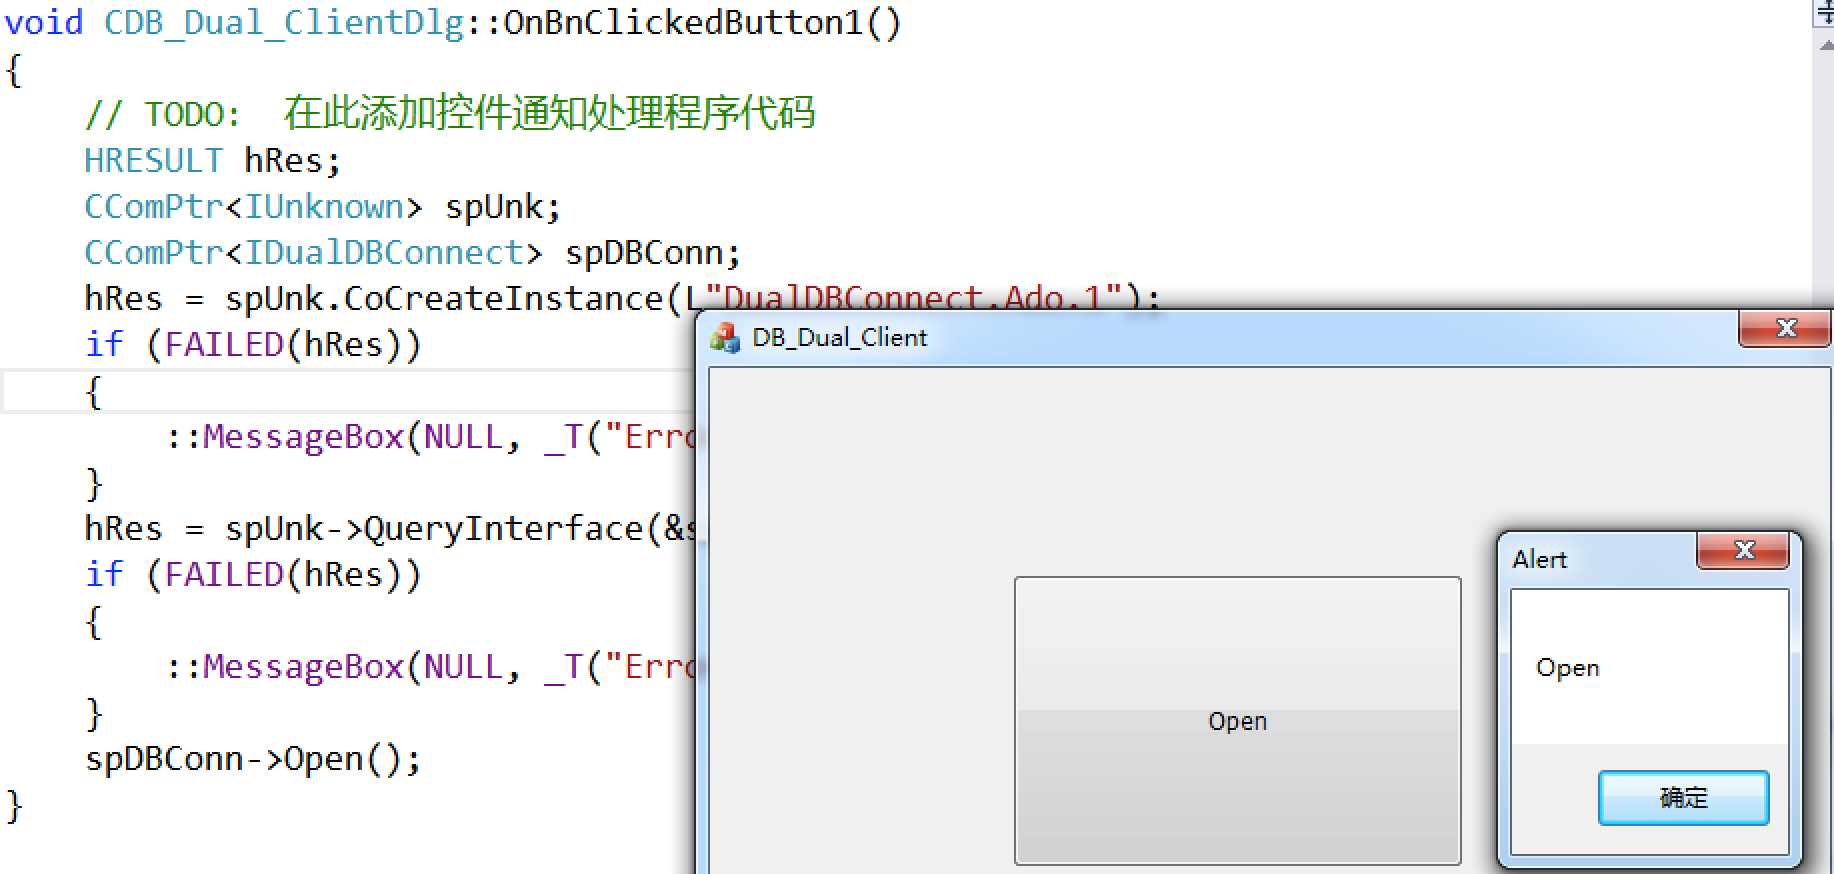 void CDB_Dual_ClientDlg::OnBnClickedButton1()
{
// TODO: 在此添加控件通知处理程序代码
HRESULT hRes;
CComPtr<IUnknown> spUnk;
CComPtr<IDualDBConnect> spDBConn;
hRes = spUnk.CoCreateInstance(L"DualDBConnect.Ado.1");
if (FAILED(hRes))
{
::MessageBox(NULL, _T("Erro
}
hRes = spUnk->QueryInterface(&s
if (FAILED(hRes))
{
::MessageBox(NULL, _T("Erro
}
spDBConn->Open();
}
DB_Dual_Client
Open
Alert
Open
确定